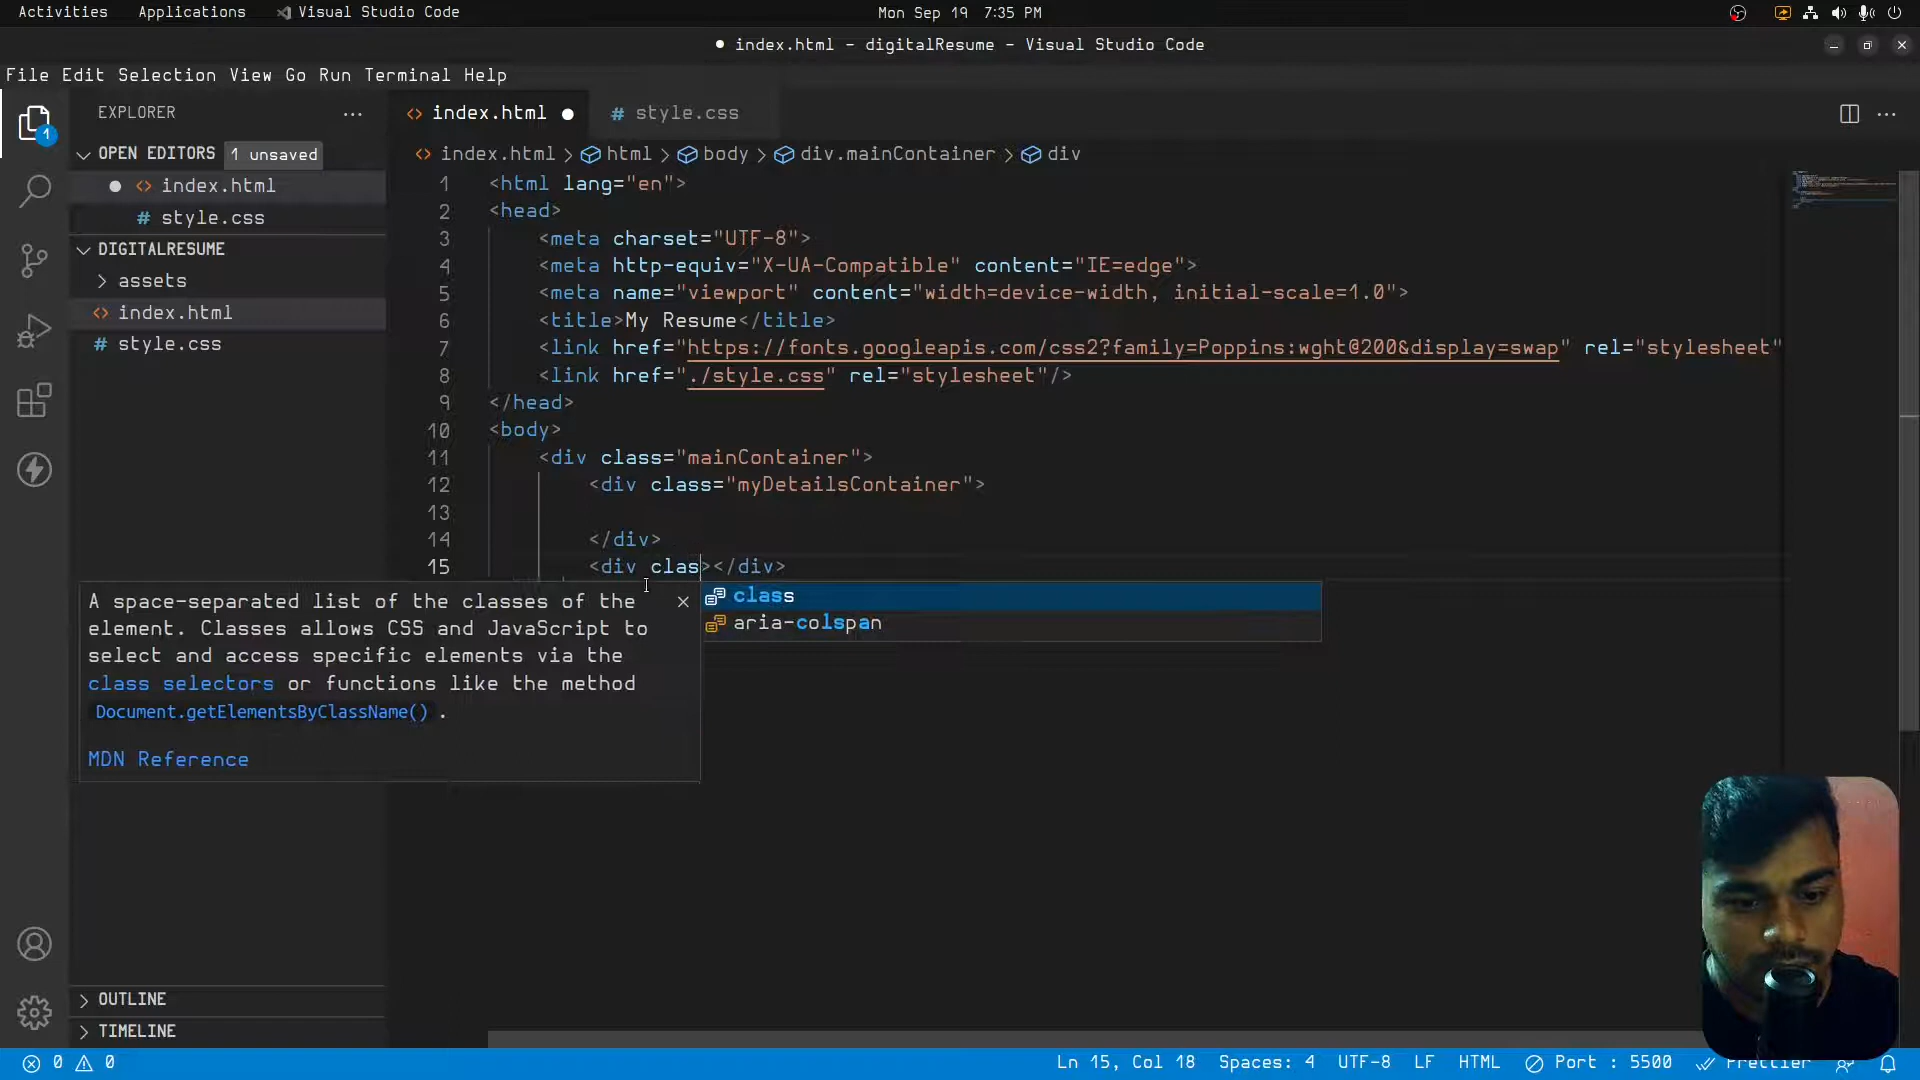 Activities Applications Visual Studio Code Mon Sep 19 7:35 PM
● index.html - digitalResume - Visual Studio Code
File Edit Selection View Go Run Terminal Help
EXPLORER
OPEN EDITORS 1 unsaved
● <> index.html
# style.css
DIGITALRESUME
assets
<> index.html
# style.css
OUTLINE
TIMELINE
1
<> index.html ● # style.css
<> index.html > html > body > div.mainContainer > div
1 <html lang="en">
2 <head>
3 <meta charset="UTF-8">
4 <meta http-equiv="X-UA-Compatible" content="IE=edge">
5 <meta name="viewport" content="width=device-width, initial-scale=1.0">
6 <title>My Resume</title>
7 <link href="https://fonts.googleapis.com/css2?family=Poppins:wght@200&display=swap" rel="stylesheet"
8 <link href="./style.css" rel="stylesheet"/>
9 </head>
10 <body>
11 <div class="mainContainer">
12 <div class="myDetailsContainer">
13
14 </div>
15 <div clas></div>
class
aria-colspan
A space-separated list of the classes of the
element. Classes allows CSS and JavaScript to
select and access specific elements via the
class selectors or functions like the method
Document.getElementsByClassName() .
MDN Reference
0 0 Ln 15, Col 18 Spaces: 4 UTF-8 LF HTML Port : 5500 Prettier